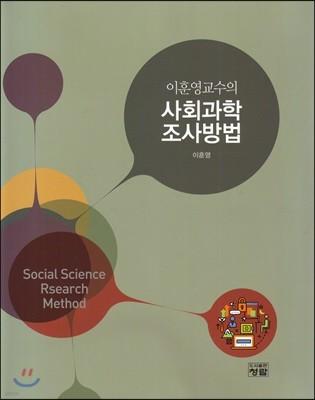 이훈영교수의
사회과학
조사방법
이훈영
Social Science
Rsearch
Method
도서출판
청람